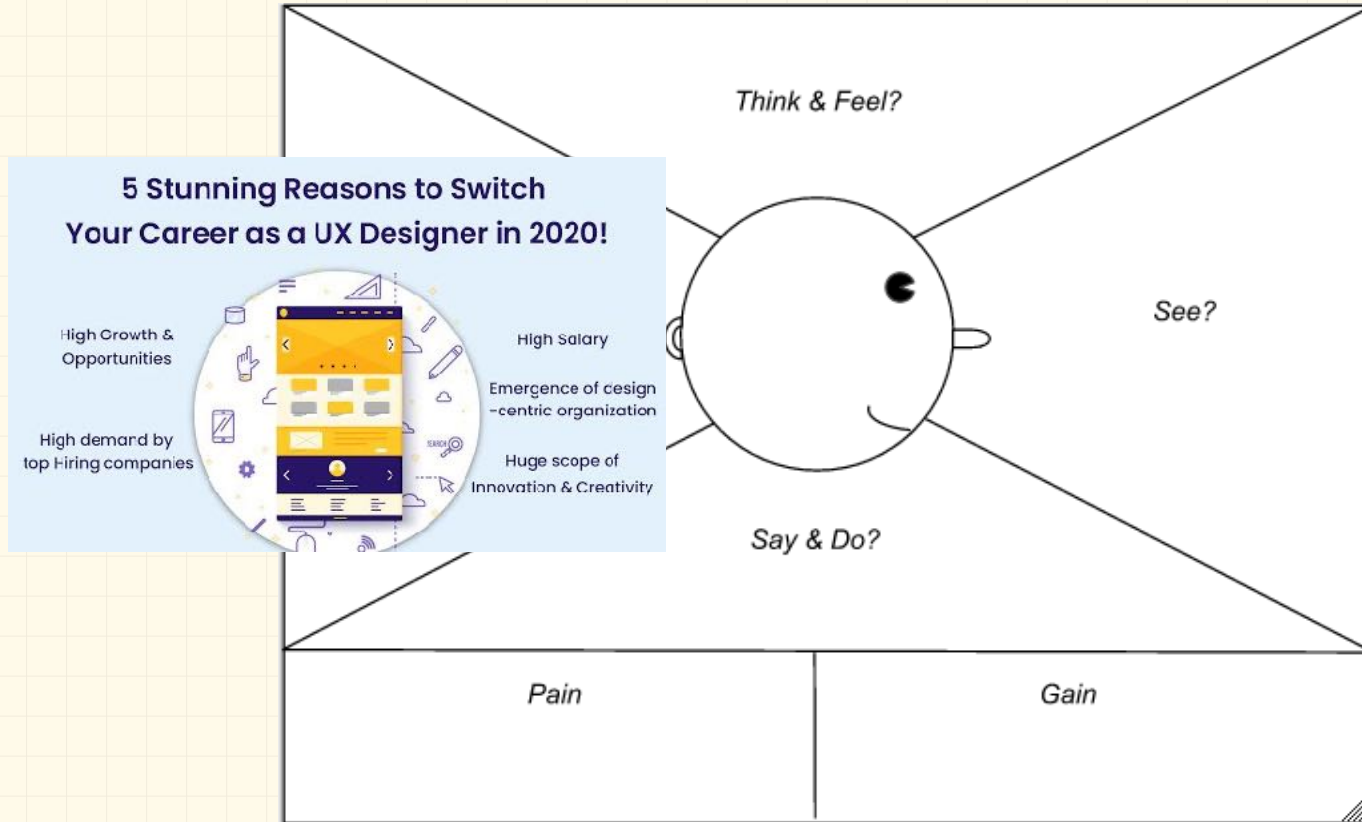 Think & Feel?
5 Stunning Reasons to Switch
Your Career as a UX Designer in 2020!
High Growth &
Opportunities
High demand by
top Hiring companies
High Salary
Emergence of design
-centric organization
SEARCH
Huge scope of
Innovation & Creativity
See?
Say & Do?
Pain
Gain